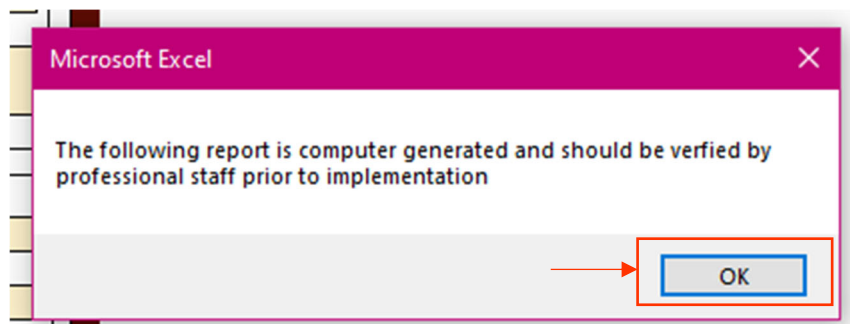 Microsoft Excel
The following report is computer generated and should be verfied by
professional staff prior to implementation
OK